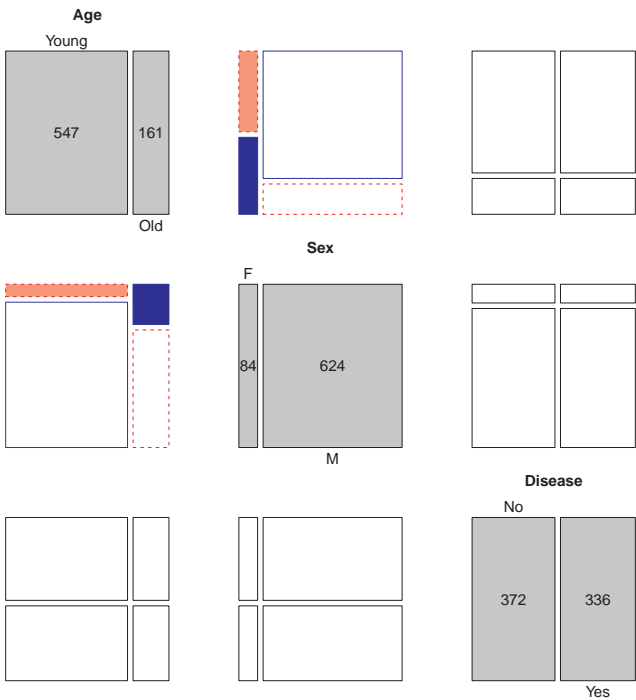 Age
Young
547 161
Old
Sex
F
84 624
M
Disease
No
372 336
Yes